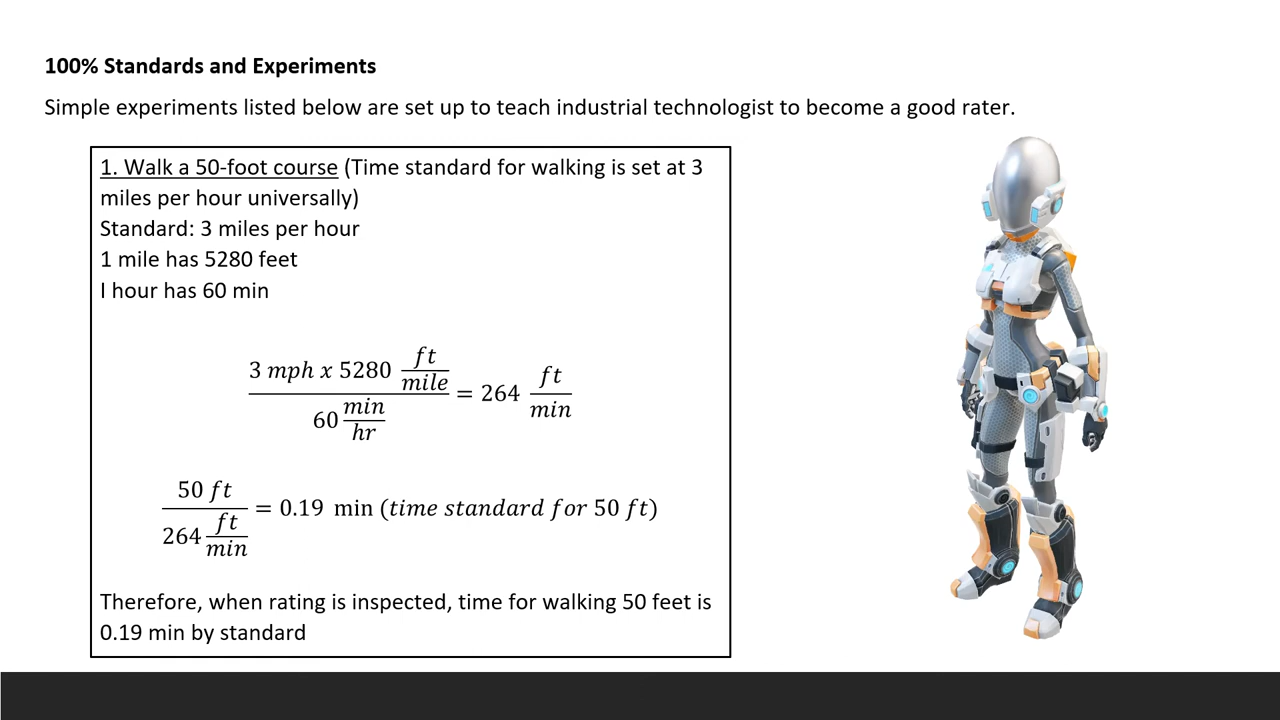 100% Standards and Experiments
Simple experiments listed below are set up to teach industrial technologist to become a good rater.
1. Walk a 50-foot course (Time standard for walking is set at 3
miles per hour universally)
Standard: 3 miles per hour
1 mile has 5280 feet
I hour has 60 min
3 mph x 5280 ft/mile / 60 min/hr = 264 ft/min
50 ft / 264 ft/min = 0.19 min (time standard for 50 ft)
Therefore, when rating is inspected, time for walking 50 feet is
0.19 min by standard